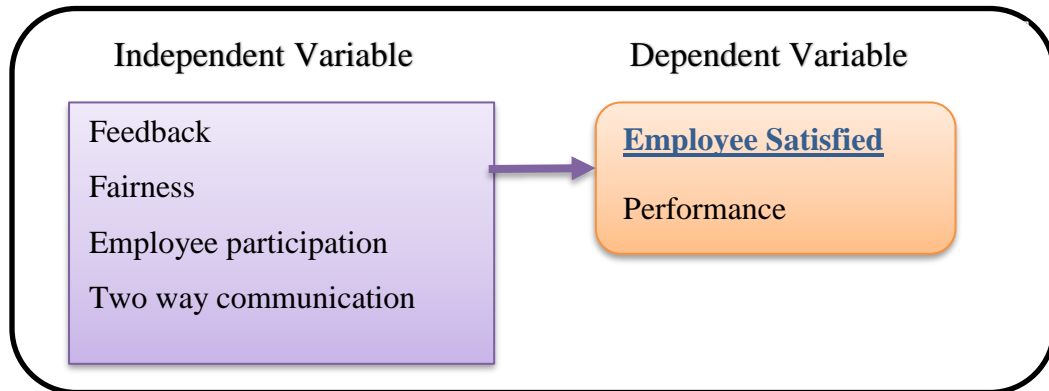 Independent Variable
Dependent Variable
Feedback
Fairness
Employee participation
Two way communication
Employee Satisfied
Performance